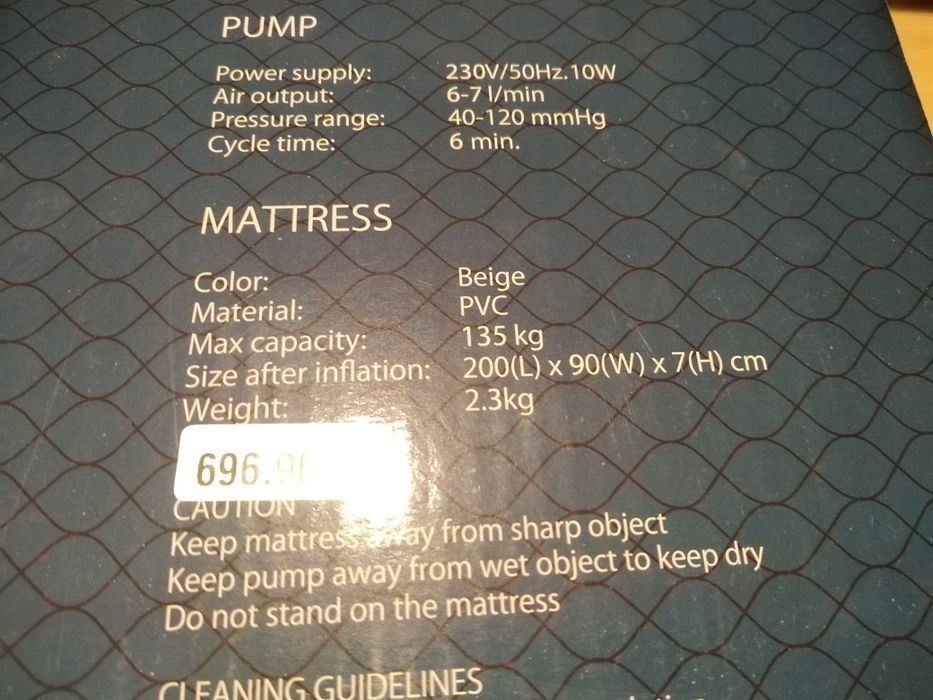 PUMP
Power supply: 230V/50Hz.10W
Air output: 6-7 l/min
Pressure range: 40-120 mmHg
Cycle time: 6 min.
MATTRESS
Color: Beige
Material: PVC
Max capacity: 135 kg
Size after inflation: 200(L) x 90(W) x 7(H) cm
Weight: 2.3kg
CAUTION
Keep mattress away from sharp object
Keep pump away from wet object to keep dry
Do not stand on the mattress
CLEANING GUIDELINES